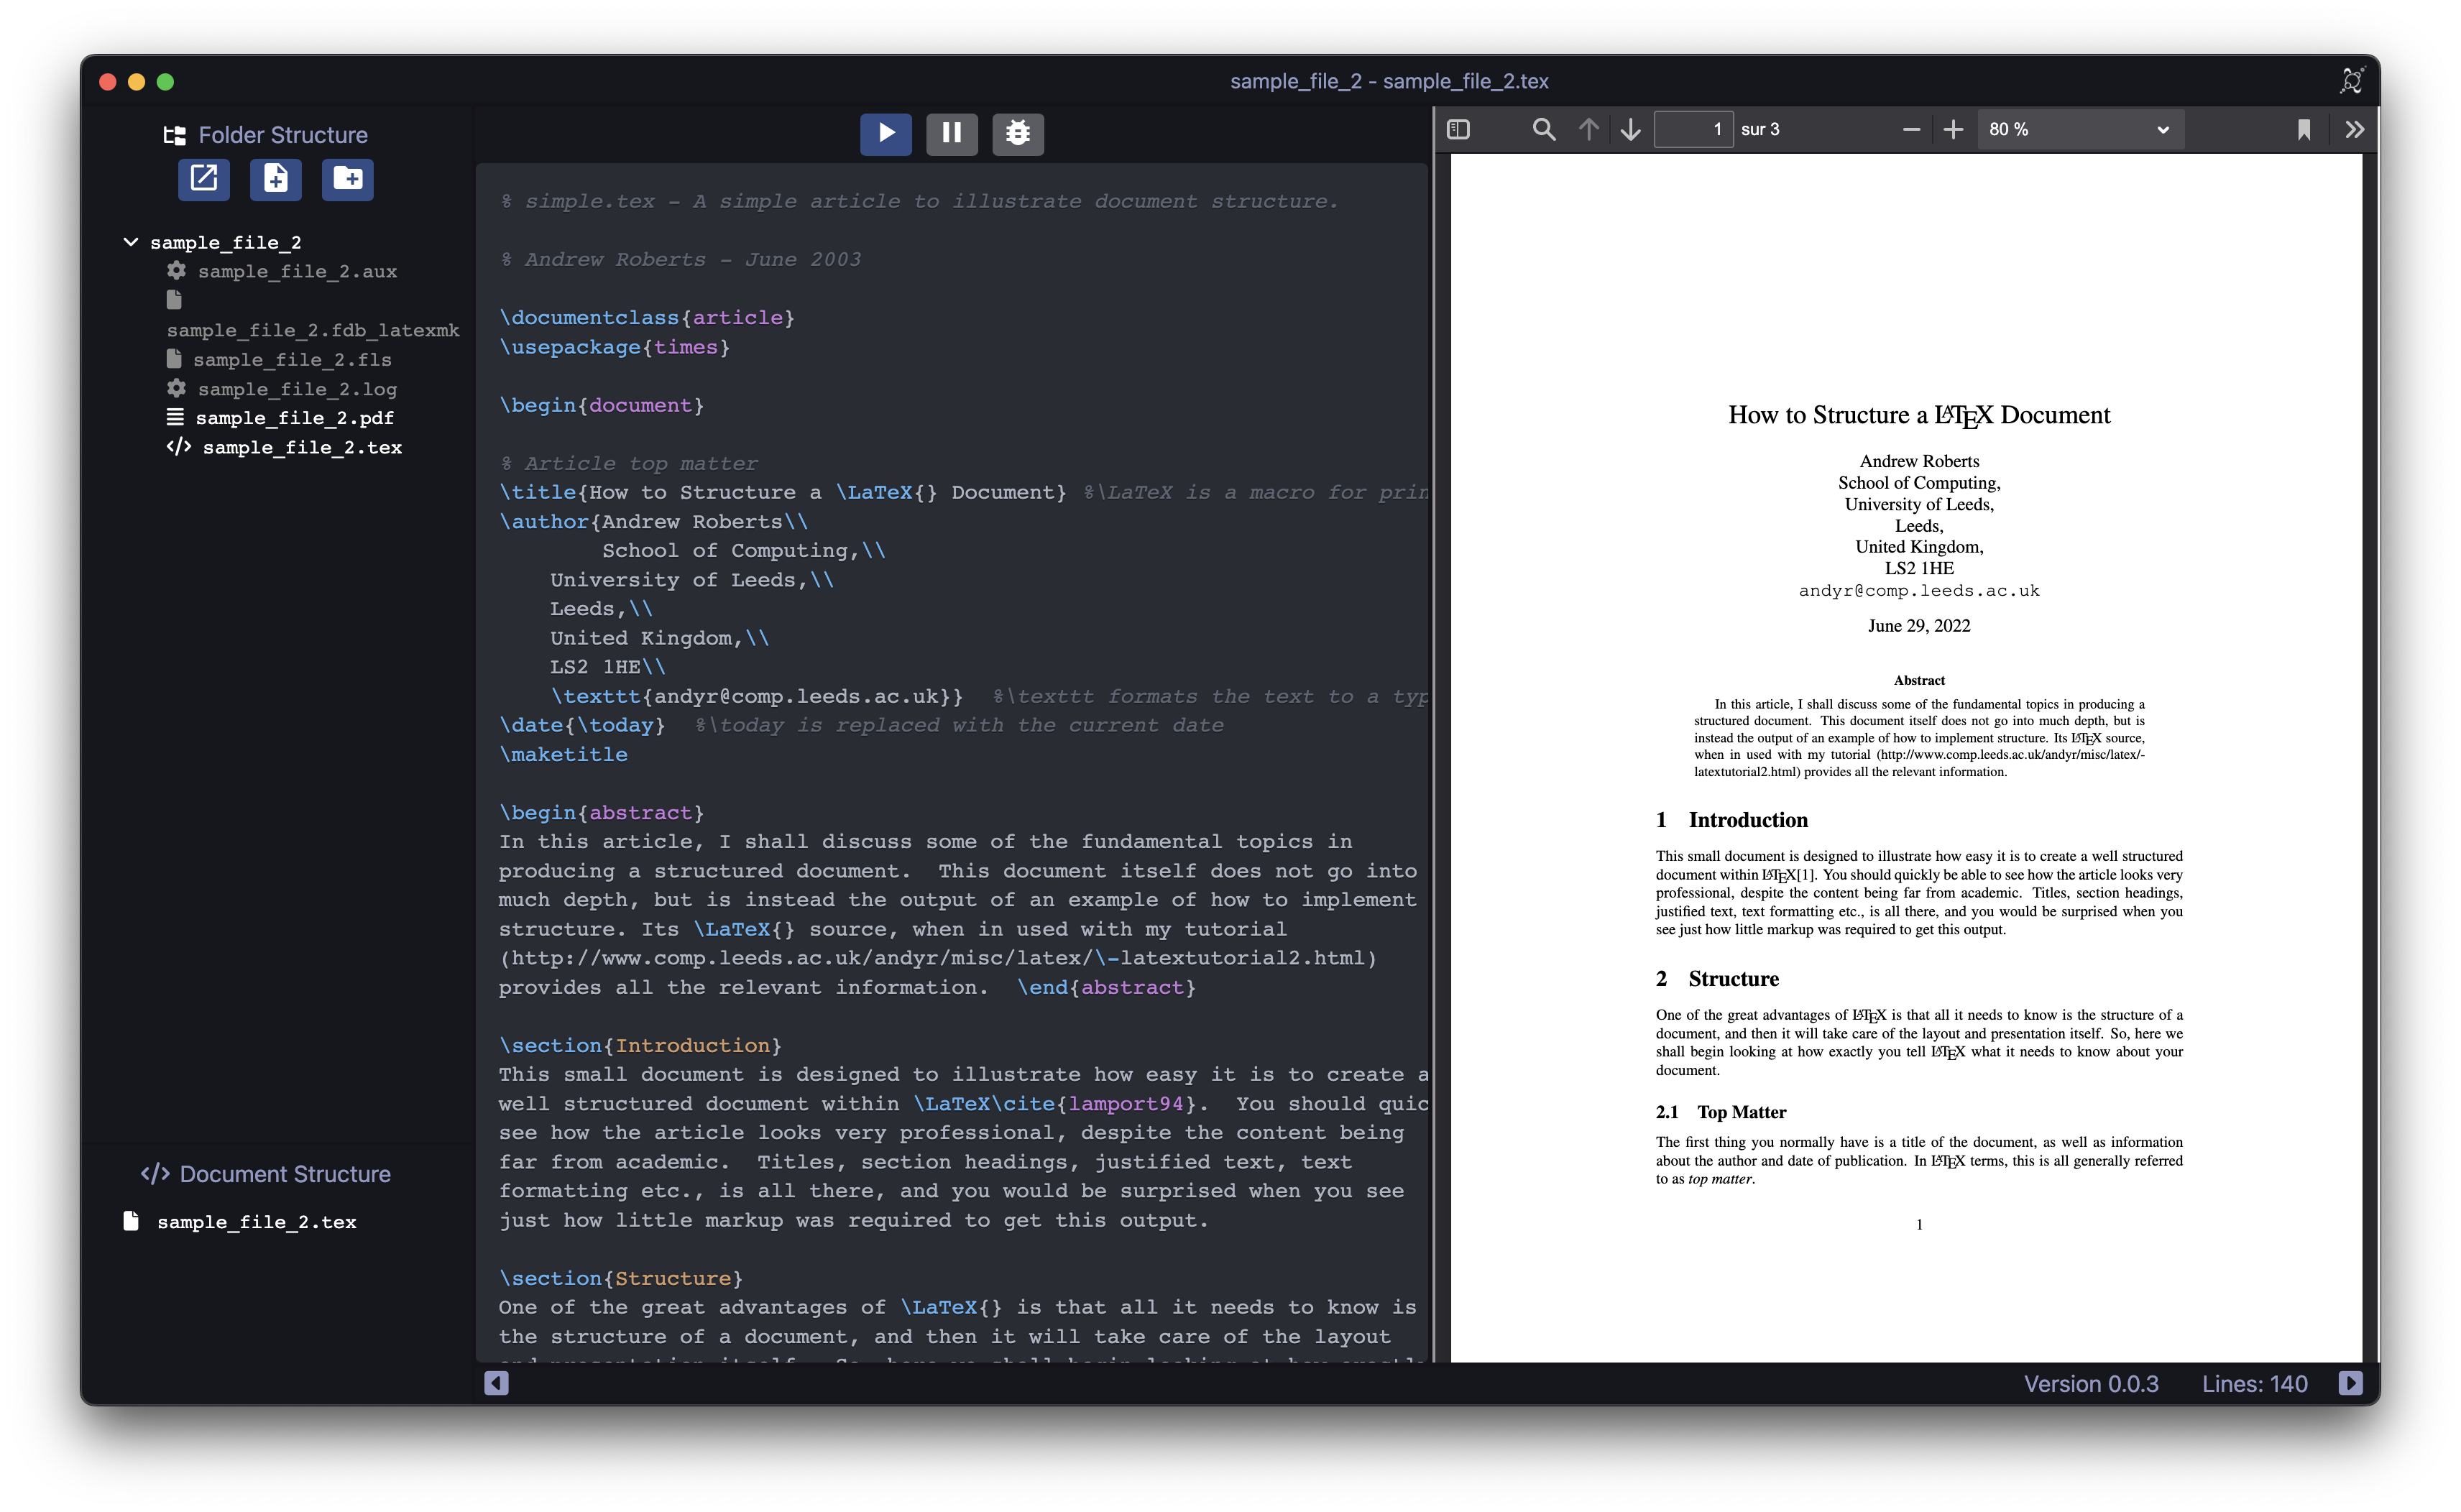 sample_file_2 - sample_file_2.tex
Folder Structure
sample_file_2
sample_file_2.aux
sample_file_2.fdb_latexmk
sample_file_2.fls
sample_file_2.log
sample_file_2.pdf
sample_file_2.tex
Document Structure
sample_file_2.tex
% simple.tex - A simple article to illustrate document structure.
% Andrew Roberts - June 2003
\documentclass{article}
\usepackage{times}
\begin{document}
% Article top matter
\title{How to Structure a \LaTeX{} Document} %\LaTeX is a macro for prin
\author{Andrew Roberts\\
School of Computing,\\
University of Leeds,\\
Leeds,\\
United Kingdom,\\
LS2 1HE\\
\texttt{andyr@comp.leeds.ac.uk}} %\texttt formats the text to a typ
\date{\today} %\today is replaced with the current date
\maketitle
\begin{abstract}
In this article, I shall discuss some of the fundamental topics in
producing a structured document.  This document itself does not go into
much depth, but is instead the output of an example of how to implement
structure. Its \LaTeX{} source, when in used with my tutorial
(http://www.comp.leeds.ac.uk/andyr/misc/latex/\-latextutorial2.html)
provides all the relevant information.  \end{abstract}
\section{Introduction}
This small document is designed to illustrate how easy it is to create a
well structured document within \LaTeX\cite{lamport94}.  You should quic
see how the article looks very professional, despite the content being
far from academic.  Titles, section headings, justified text, text
formatting etc., is all there, and you would be surprised when you see
just how little markup was required to get this output.
\section{Structure}
One of the great advantages of \LaTeX{} is that all it needs to know is
the structure of a document, and then it will take care of the layout
1 sur 3
80 %
How to Structure a LATEX Document
Andrew Roberts
School of Computing,
University of Leeds,
Leeds,
United Kingdom,
LS2 1HE
andyr@comp.leeds.ac.uk
June 29, 2022
Abstract
In this article, I shall discuss some of the fundamental topics in producing a
structured document. This document itself does not go into much depth, but is
instead the output of an example of how to implement structure. Its LATEX source,
when in used with my tutorial (http://www.comp.leeds.ac.uk/andyr/misc/latex/-
latextutorial2.html) provides all the relevant information.
1 Introduction
This small document is designed to illustrate how easy it is to create a well structured
document within LATEX[1]. You should quickly be able to see how the article looks very
professional, despite the content being far from academic. Titles, section headings,
justified text, text formatting etc., is all there, and you would be surprised when you
see just how little markup was required to get this output.
2 Structure
One of the great advantages of LATEX is that all it needs to know is the structure of a
document, and then it will take care of the layout and presentation itself. So, here we
shall begin looking at how exactly you tell LATEX what it needs to know about your
document.
2.1 Top Matter
The first thing you normally have is a title of the document, as well as information
about the author and date of publication. In LATEX terms, this is all generally referred
to as top matter.
1
Version 0.0.3
Lines: 140